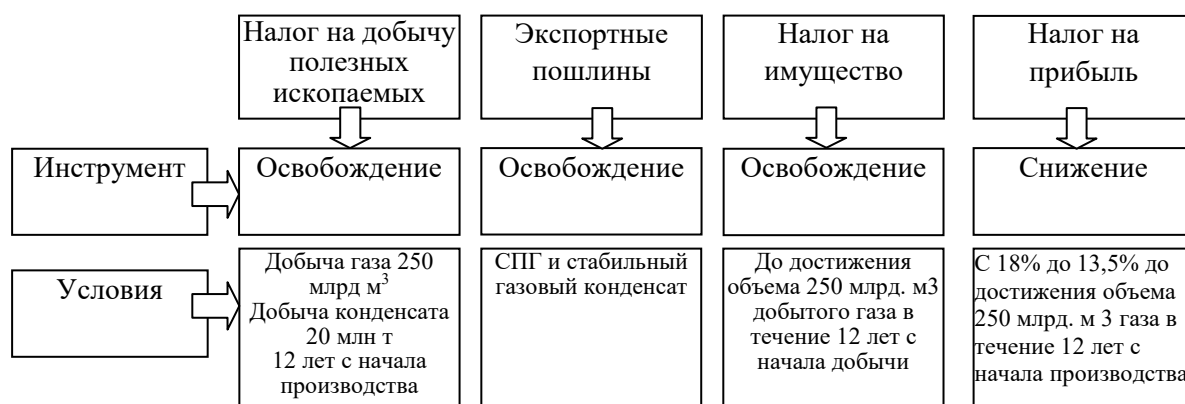 Налог на добычу
полезных
ископаемых
Экспортные
пошлины
Налог на
имущество
Налог на
прибыль
Инструмент
Освобождение
Освобождение
Освобождение
Снижение
Условия
Добыча газа 250
млрд м³
Добыча конденсата
20 млн т
12 лет с начала
производства
СПГ и стабильный
газовый конденсат
До достижения
объема 250 млрд. м3
добытого газа в
течение 12 лет с
начала добычи
С 18% до 13,5% до
достижения объема
250 млрд. м 3 газа в
течение 12 лет с
начала производства